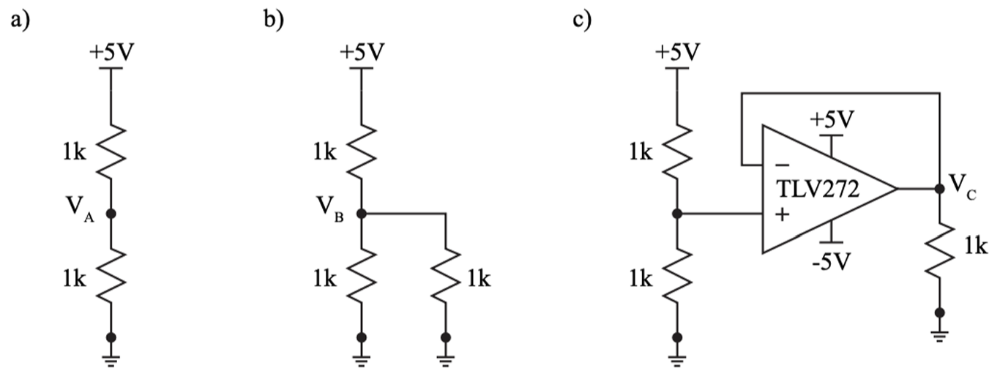 a)
+5V
1k
V_A
1k
b)
+5V
1k
V_B
1k
1k
c)
+5V
1k
1k
+5V
−
TLV272
+
-5V
V_C
1k